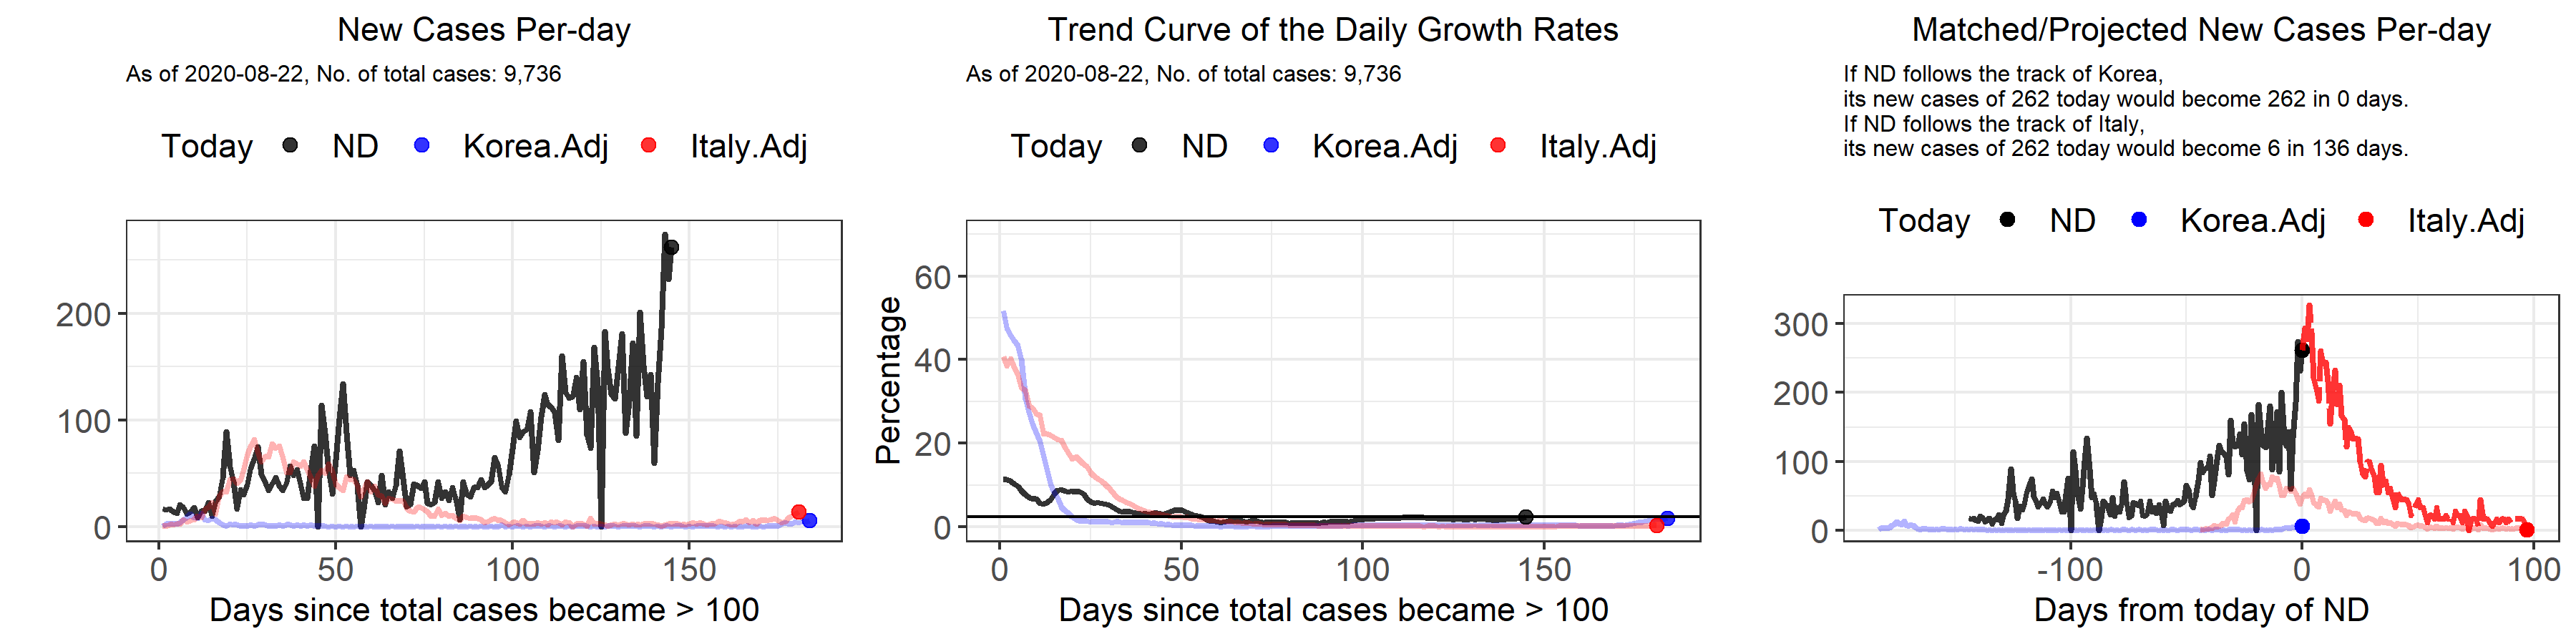 New Cases Per-day
As of 2020-08-22, No. of total cases: 9,736
Today ND Korea.Adj Italy.Adj
200
100
0
0 50 100 150
Days since total cases became > 100
Trend Curve of the Daily Growth Rates
As of 2020-08-22, No. of total cases: 9,736
Today ND Korea.Adj Italy.Adj
Percentage
60
40
20
0
0 50 100 150
Days since total cases became > 100
Matched/Projected New Cases Per-day
If ND follows the track of Korea,
its new cases of 262 today would become 262 in 0 days.
If ND follows the track of Italy,
its new cases of 262 today would become 6 in 136 days.
Today ND Korea.Adj Italy.Adj
300
200
100
0
-100 0 100
Days from today of ND